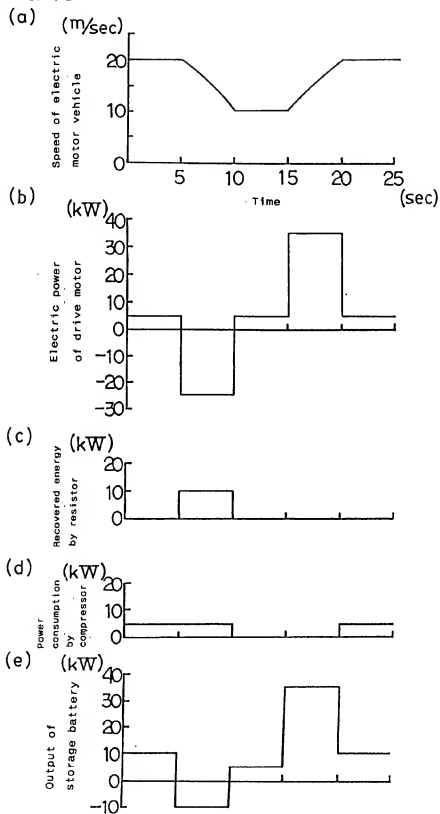 (a) (m/sec)
Speed of electric
motor vehicle
20
10
0
5 10 15 20 25
Time (sec)
(b) (kW)
Electric power
of drive motor
40
30
20
10
0
-10
-20
-30
(c) (kW)
Recovered energy
by resistor
20
10
0
(d) (kW)
Power
consumption
by
compressor
20
10
0
(e) (kW)
Output of
storage battery
40
30
20
10
0
-10